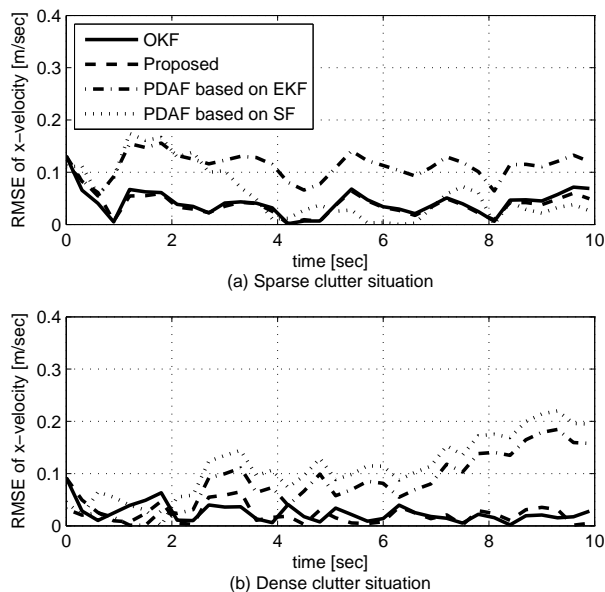 OKF
Proposed
PDAF based on EKF
PDAF based on SF
RMSE of x−velocity [m/sec]
0.4
0.3
0.2
0.1
0
0 2 4 6 8 10
time [sec]
(a) Sparse clutter situation
RMSE of x−velocity [m/sec]
0.4
0.3
0.2
0.1
0
0 2 4 6 8 10
time [sec]
(b) Dense clutter situation